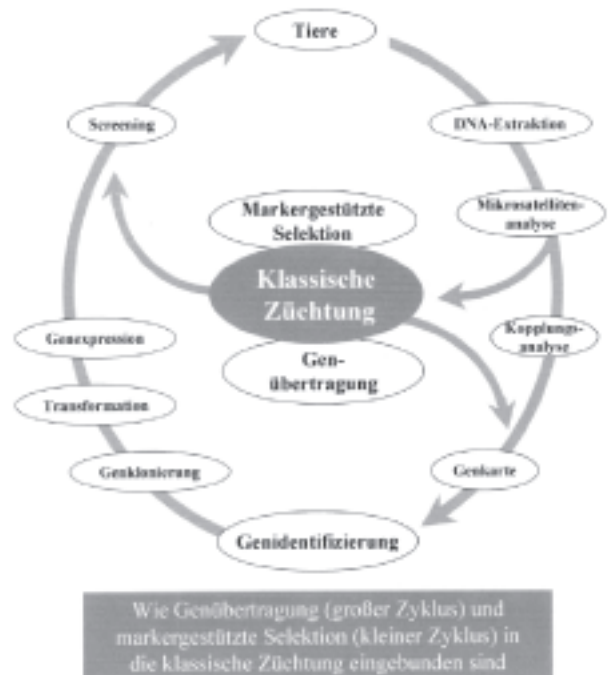 Tiere
Screening
DNA-Extraktion
Markergestützte
Selektion
Mikrosatelliten-
analyse
Klassische
Züchtung
Kopplungs-
analyse
Genexpression
Gen-
übertragung
Transformation
Genklonierung
Genkarte
Genidentifizierung
Wie Genübertragung (großer Zyklus) und
markergestützte Selektion (kleiner Zyklus) in
die klassische Züchtung eingebunden sind